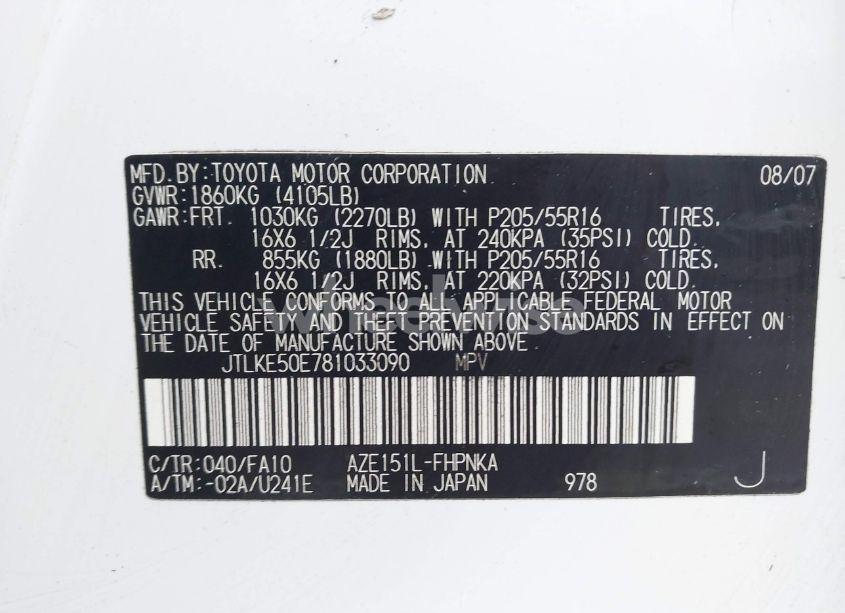 MFD.BY:TOYOTA MOTOR CORPORATION 08/07
GVWR:1860KG (4105LB)
GAWR:FRT. 1030KG (2270LB) WITH P205/55R16 TIRES,
16X6 1/2J RIMS, AT 240KPA (35PSI) COLD.
RR. 855KG (1880LB) WITH P205/55R16 TIRES,
16X6 1/2J RIMS, AT 220KPA (32PSI) COLD.
THIS VEHICLE CONFORMS TO ALL APPLICABLE FEDERAL MOTOR
VEHICLE SAFETY AND THEFT PREVENTION STANDARDS IN EFFECT ON
THE DATE OF MANUFACTURE SHOWN ABOVE.
JTLKE50E781033090 MPV
C/TR:040/FA10 AZE151L-FHPNKA
A/TM:-02A/U241E MADE IN JAPAN 978 J